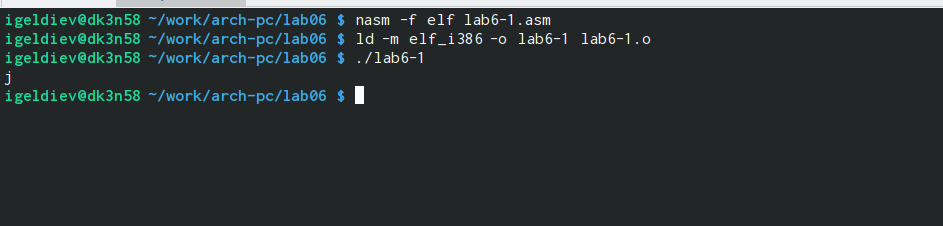 igeldiev@dk3n58 ~/work/arch-pc/lab06 $ nasm -f elf lab6-1.asm
igeldiev@dk3n58 ~/work/arch-pc/lab06 $ ld -m elf_i386 -o lab6-1 lab6-1.o
igeldiev@dk3n58 ~/work/arch-pc/lab06 $ ./lab6-1
j
igeldiev@dk3n58 ~/work/arch-pc/lab06 $